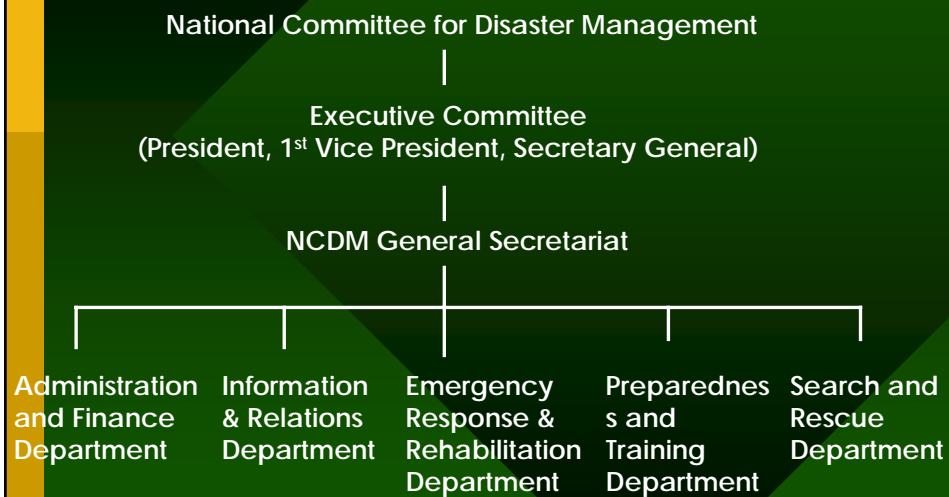 National Committee for Disaster Management
Executive Committee
(President, 1st Vice President, Secretary General)
NCDM General Secretariat
Administration
and Finance
Department
Information
& Relations
Department
Emergency
Response &
Rehabilitation
Department
Preparednes
s and
Training
Department
Search and
Rescue
Department